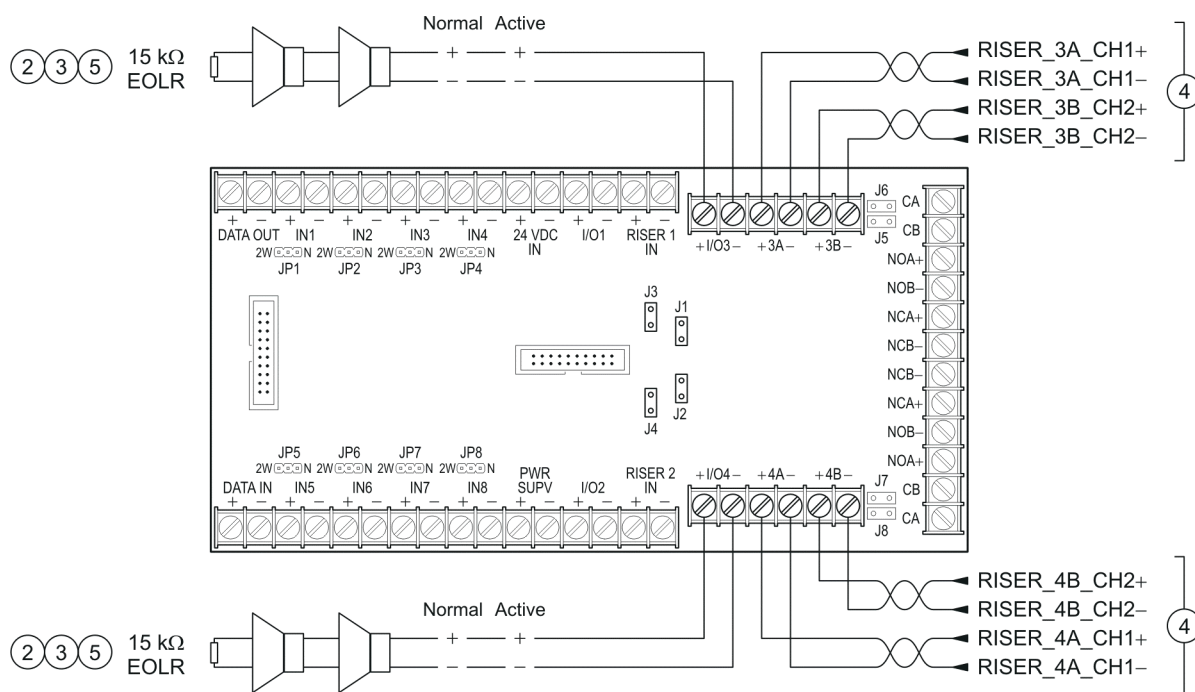 Normal Active
2 3 5 15 kΩ EOLR
+ +
− −
RISER_3A_CH1+
RISER_3A_CH1−
RISER_3B_CH2+
RISER_3B_CH2−
4
+ − + − + − + − + − + − + − + −
DATA OUT IN1 IN2 IN3 IN4 24 VDC IN I/O1 RISER 1 IN
2W N 2W N 2W N 2W N
JP1 JP2 JP3 JP4
+I/O3− +3A− +3B−
J6
J5
CA
CB
NOA+
NOB−
NCA+
NCB−
NCB−
NCA+
NOB−
NOA+
CB
CA
J3
J1
J4
J2
JP5 JP6 JP7 JP8
2W N 2W N 2W N 2W N
DATA IN IN5 IN6 IN7 IN8 PWR SUPV I/O2 RISER 2 IN
+ − + − + − + − + − + − + − + −
+I/O4− +4A− +4B−
J7
J8
RISER_4B_CH2+
RISER_4B_CH2−
RISER_4A_CH1+
RISER_4A_CH1−
4
Normal Active
2 3 5 15 kΩ EOLR
+ +
− −